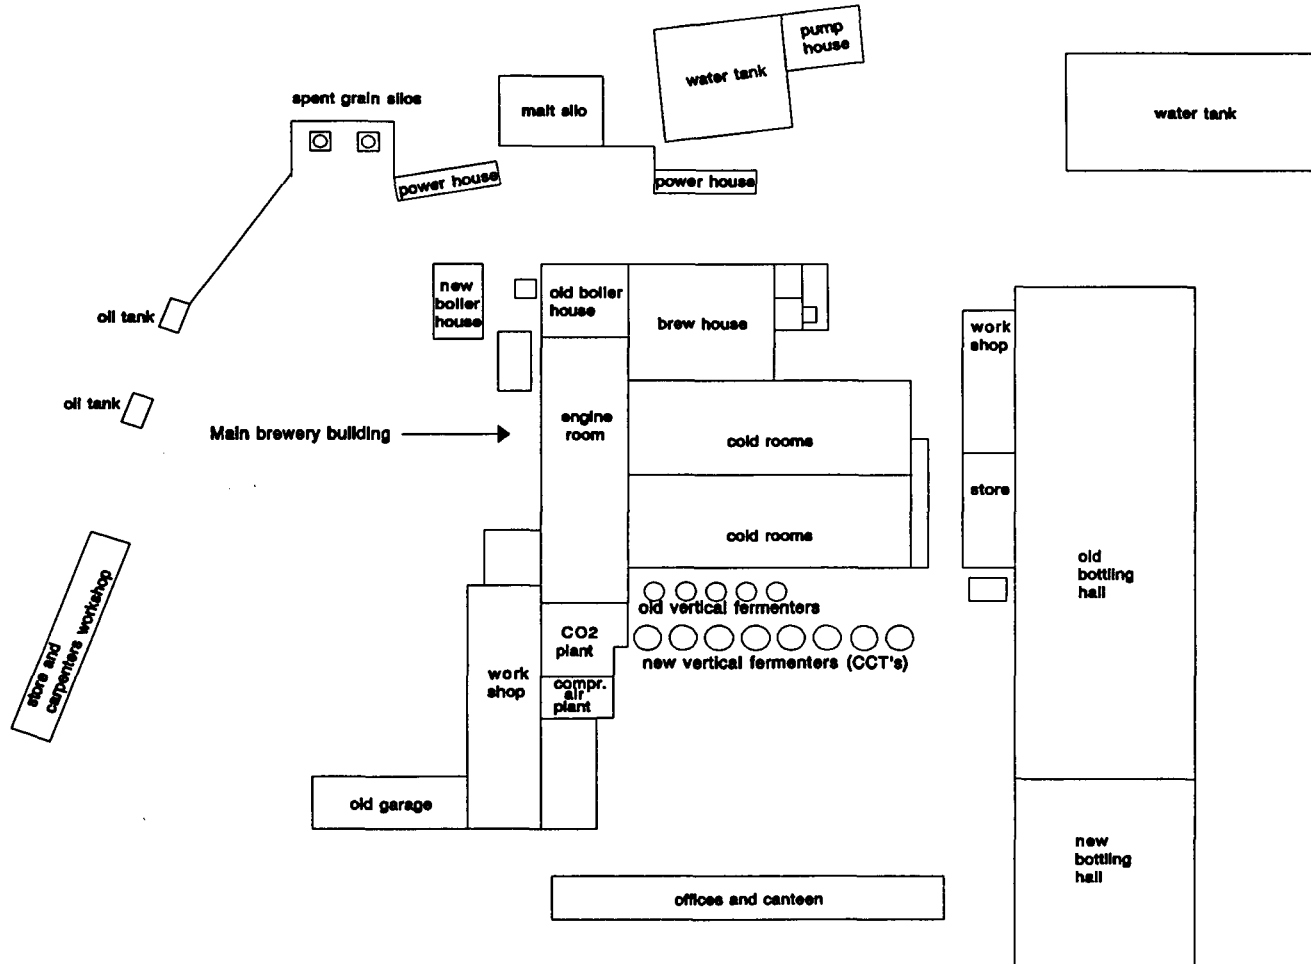 pump
house
water tank
water tank
spent grain silos
malt silo
power house
power house
new
boiler
house
old boiler
house
brew house
oil tank
work
shop
oil tank
engine
room
Main brewery building
cold rooms
store
cold rooms
old
bottling
hall
store and
carpenters workshop
old vertical fermenters
CO2
plant
new vertical fermenters (CCT's)
work
shop
compr.
air
plant
old garage
new
bottling
hall
offices and canteen